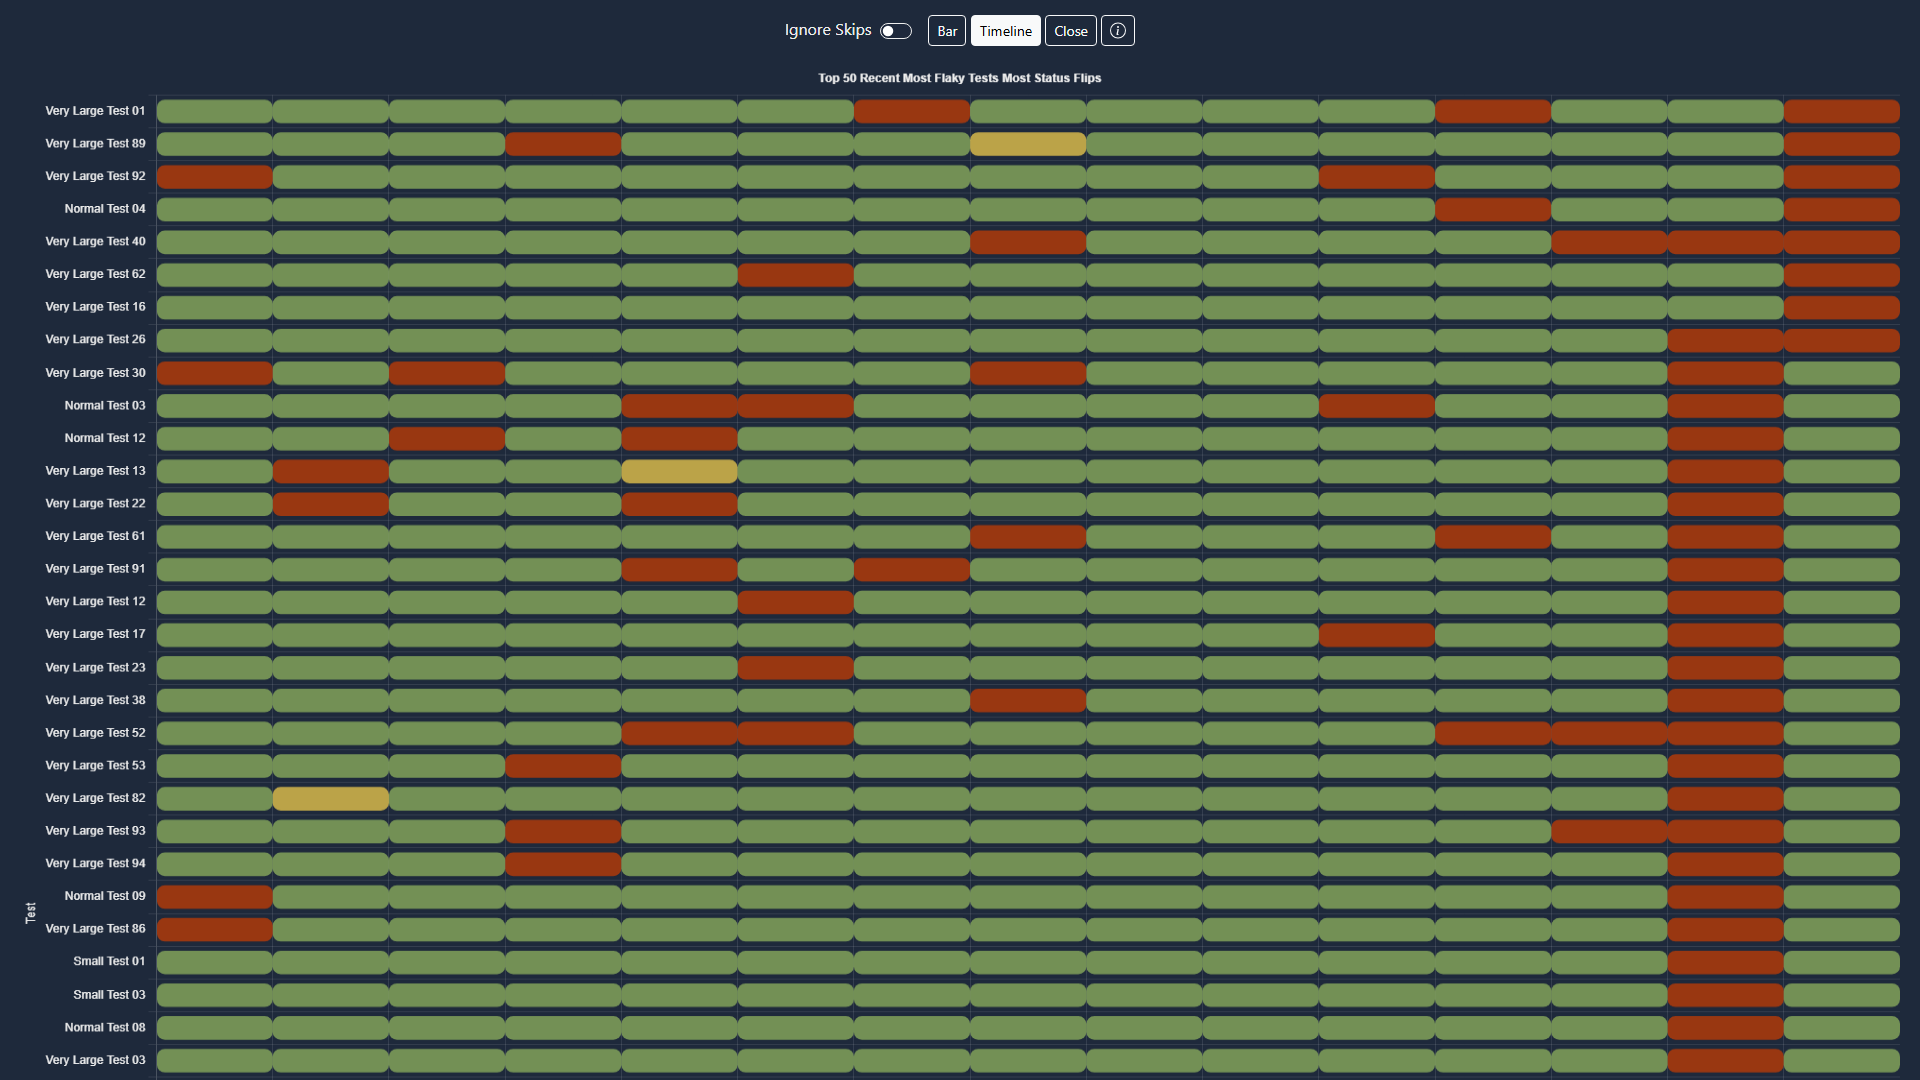 Ignore Skips
Bar
Timeline
Close
Top 50 Recent Most Flaky Tests Most Status Flips
Very Large Test 01
Very Large Test 89
Very Large Test 92
Normal Test 04
Very Large Test 40
Very Large Test 62
Very Large Test 16
Very Large Test 26
Very Large Test 30
Normal Test 03
Normal Test 12
Very Large Test 13
Very Large Test 22
Very Large Test 61
Very Large Test 91
Very Large Test 12
Very Large Test 17
Very Large Test 23
Very Large Test 38
Very Large Test 52
Very Large Test 53
Very Large Test 82
Very Large Test 93
Very Large Test 94
Normal Test 09
Very Large Test 86
Small Test 01
Small Test 03
Normal Test 08
Very Large Test 03
Test